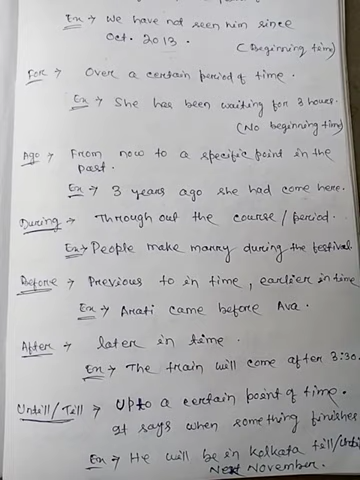 Ex → We have not seen him since
Oct. 2013.
(Beginning time)
For → Over a certain period of time.
Ex → She has been waiting for 3 hours.
(No beginning time)
Ago → From now to a specific point in the
past.
Ex → 3 years ago she had come here.
During → Through out the course / period.
Ex → People make marry during the festival.
Before → Previous to in time, earlier in time
Ex → Arati came before Ava.
After → later in time.
Ex → The train will come after 3:30.
Untill/Till → Upto a certain point of time.
It says when something finishes
Ex → He will be in Kolkata till/until
Next November.